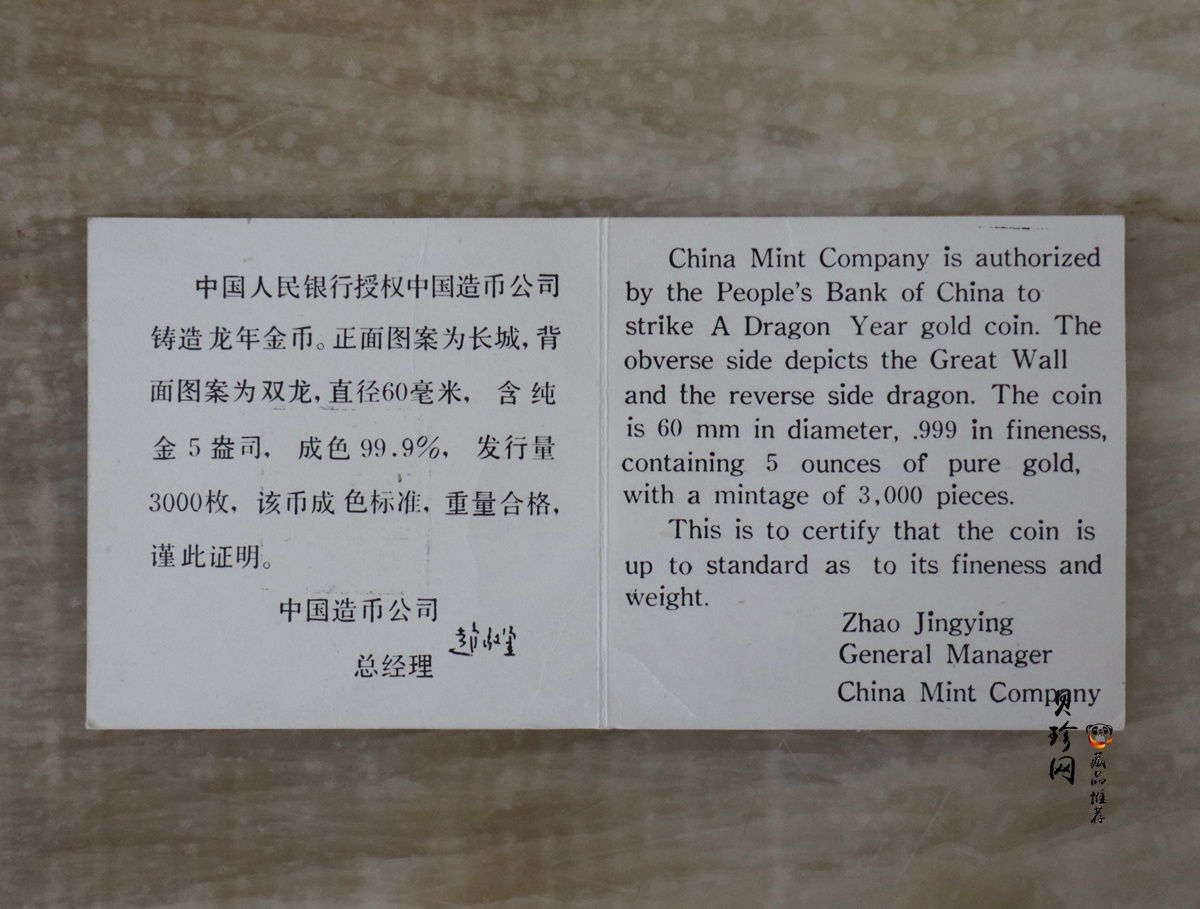 中国人民银行授权中国造币公司
铸造龙年金币。正面图案为长城，背
面图案为双龙，直径60毫米， 含 纯
金 5 盎司， 成色 99.9%， 发行量
3000枚，该币成色标准，重量合格，
谨此证明。
中国造币公司
总经理
China Mint Company is authorized
by the People's Bank of China to
strike A Dragon Year gold coin. The
obverse side depicts the Great Wall
and the reverse side dragon. The coin
is 60 mm in diameter, .999 in fineness,
containing 5 ounces of pure gold,
with a mintage of 3,000 pieces.
This is to certify that the coin is
up to standard as to its fineness and
weight.
Zhao Jingying
General Manager
China Mint Company
贝珍网
藏品推荐